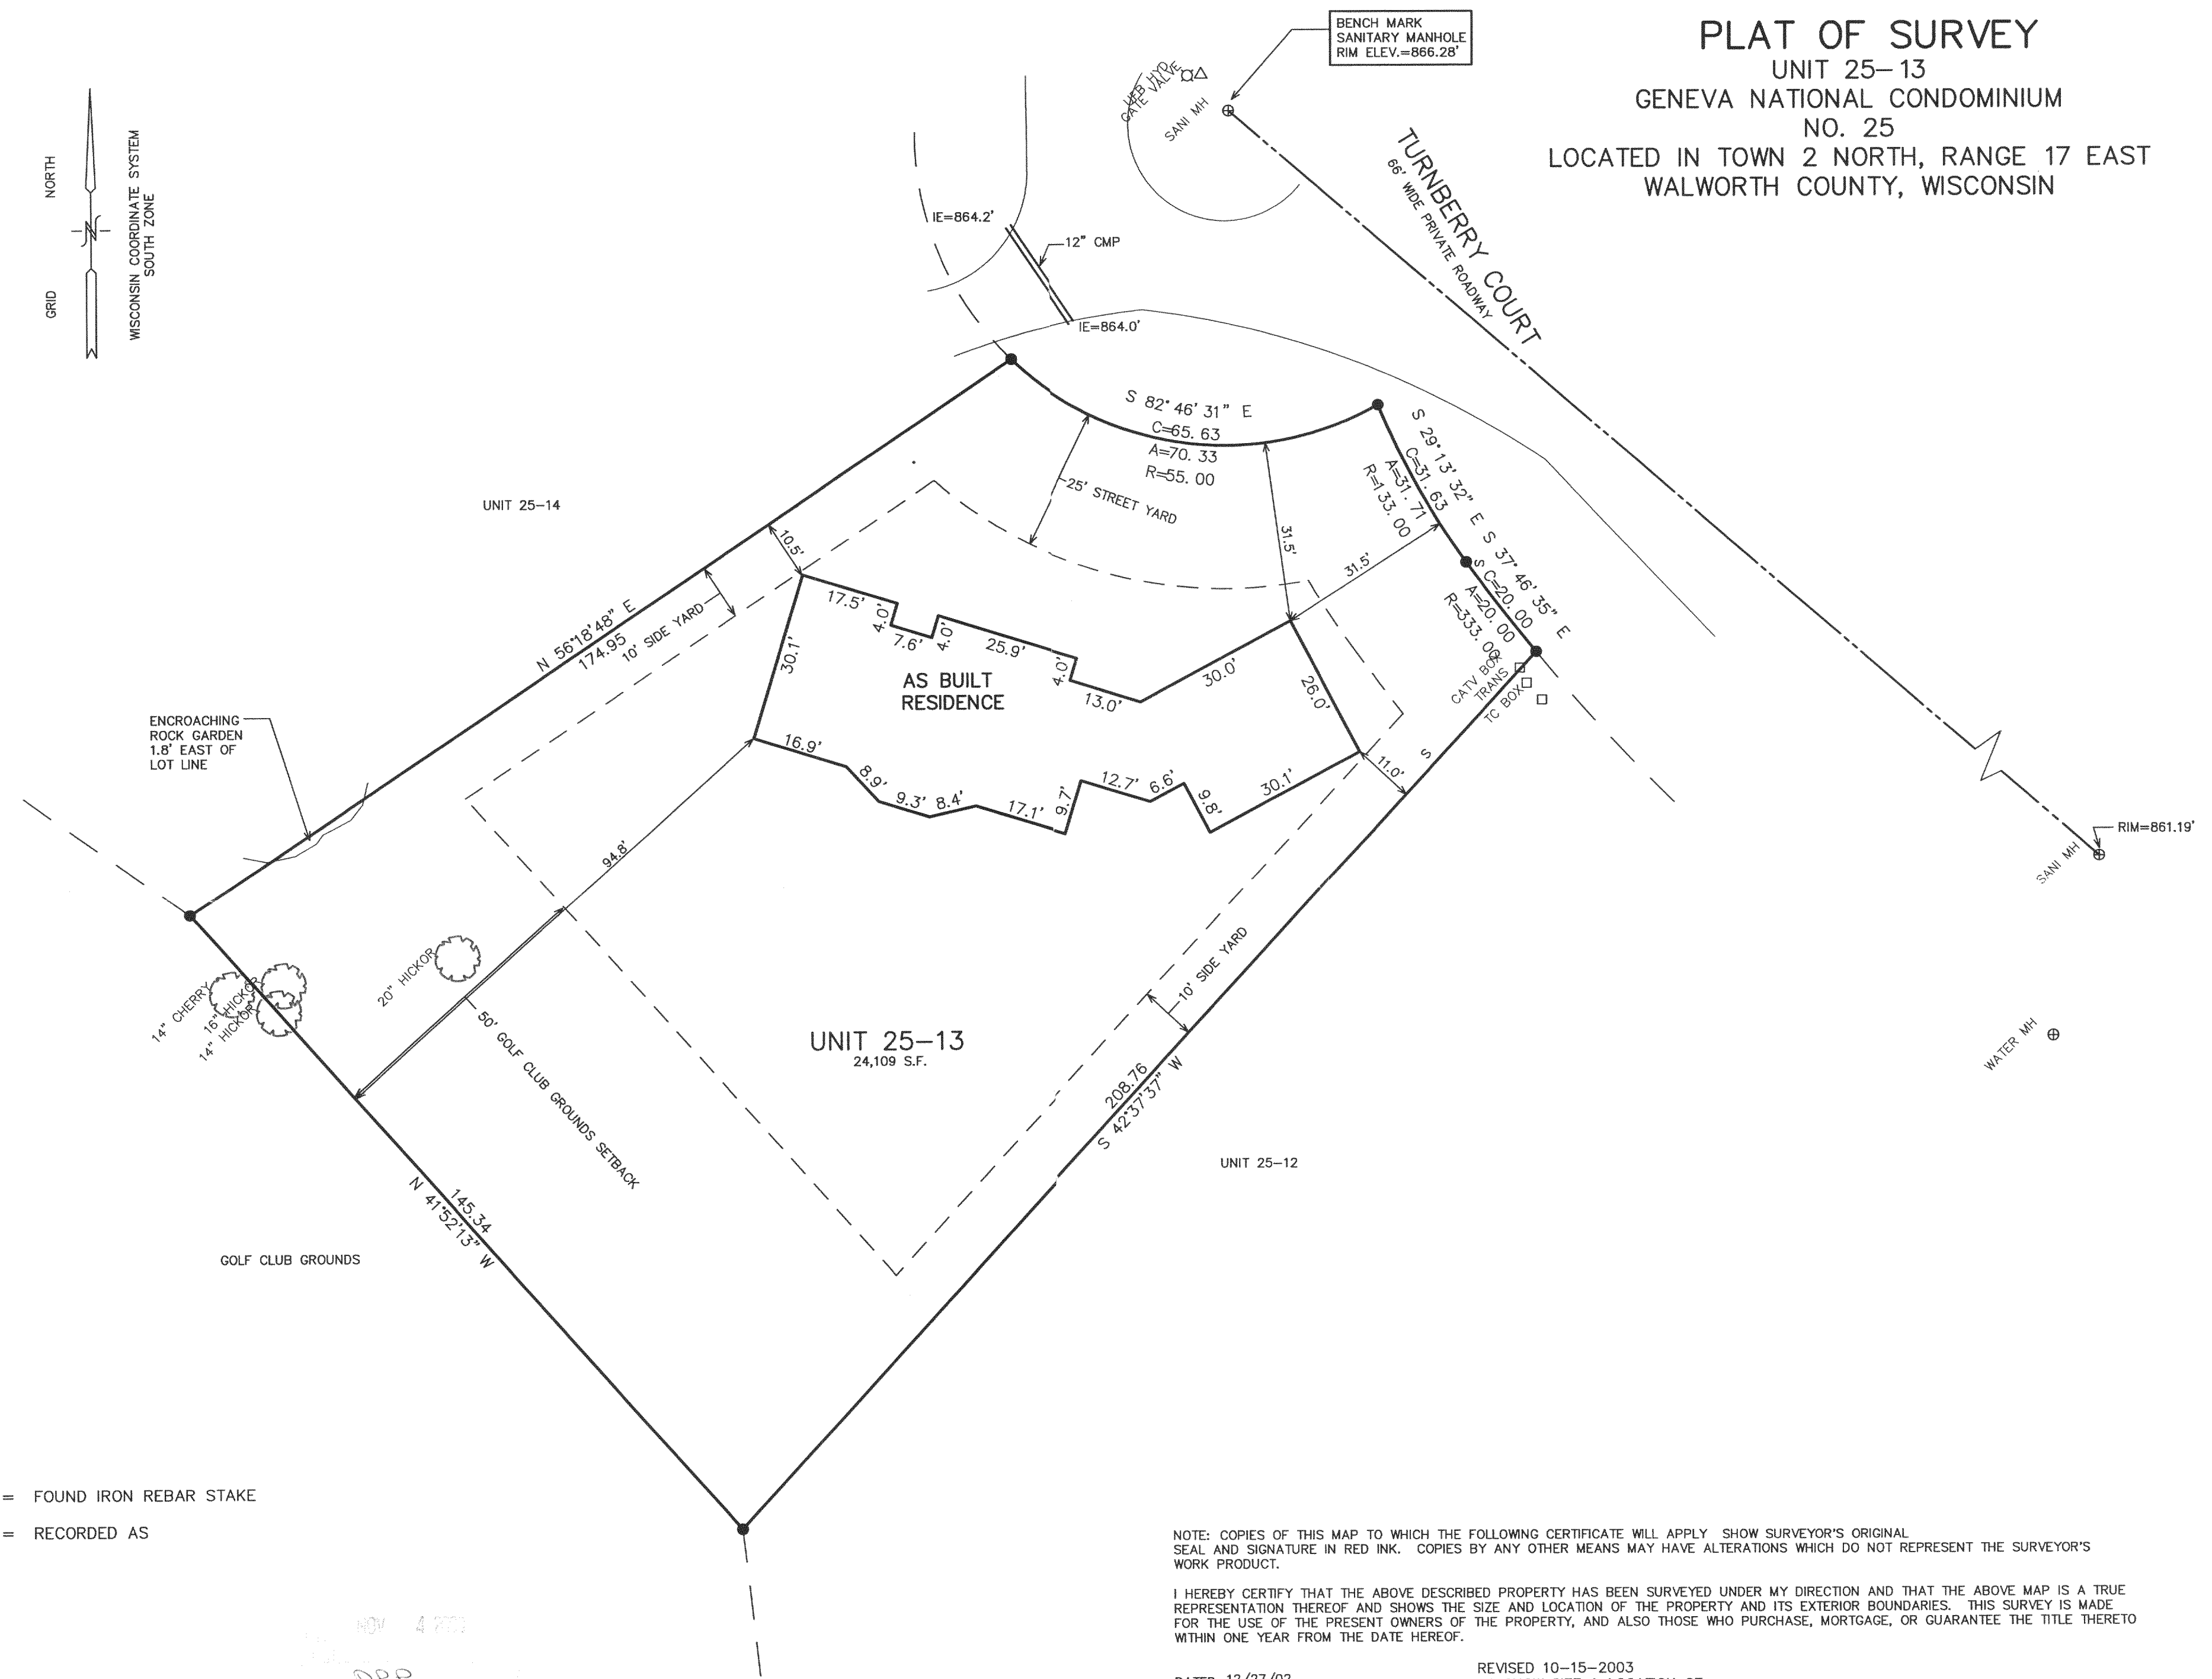 PLAT OF SURVEY
UNIT 25-13
GENEVA NATIONAL CONDOMINIUM
NO. 25
LOCATED IN TOWN 2 NORTH, RANGE 17 EAST
WALWORTH COUNTY, WISCONSIN
BENCH MARK
SANITARY MANHOLE
RIM ELEV.=866.28'
GRID NORTH
N
WISCONSIN COORDINATE SYSTEM
SOUTH ZONE
HYD
GATE VALVE
SANI MH
TURNBERRY COURT
66' WIDE PRIVATE ROADWAY
IE=864.2'
12" CMP
IE=864.0'
S 82°46'31" E
C=65.63
A=70.33
R=55.00
25' STREET YARD
S 29°13'32" E
C=31.63
A=31.71
R=133.00
S 37°46'35" E
C=20.00
A=20.00
R=333.00
S
CATV BOX
TRANS
TC BOX
S
UNIT 25-14
N 56°18'48" E
174.95
10' SIDE YARD
10.5'
31.5'
31.5'
17.5'
4.0'
7.6'
4.0'
25.9'
4.0'
13.0'
30.0'
26.0'
30.1'
AS BUILT
RESIDENCE
16.9'
8.9'
9.3'
8.4'
17.1'
9.7'
12.7'
6.6'
9.8'
30.1'
11.0'
ENCROACHING
ROCK GARDEN
1.8' EAST OF
LOT LINE
94.8'
RIM=861.19'
SANI MH
WATER MH
20" HICKOR
14" CHERRY
16" HICKOR
14" HICKOR
50' GOLF CLUB GROUNDS SETBACK
10' SIDE YARD
UNIT 25-13
24,109 S.F.
208.76
S 42°37'37" W
UNIT 25-12
145.34
N 41°52'13" W
GOLF CLUB GROUNDS
= FOUND IRON REBAR STAKE
= RECORDED AS
NOV 4
NOTE: COPIES OF THIS MAP TO WHICH THE FOLLOWING CERTIFICATE WILL APPLY SHOW SURVEYOR'S ORIGINAL
SEAL AND SIGNATURE IN RED INK. COPIES BY ANY OTHER MEANS MAY HAVE ALTERATIONS WHICH DO NOT REPRESENT THE SURVEYOR'S
WORK PRODUCT.
I HEREBY CERTIFY THAT THE ABOVE DESCRIBED PROPERTY HAS BEEN SURVEYED UNDER MY DIRECTION AND THAT THE ABOVE MAP IS A TRUE
REPRESENTATION THEREOF AND SHOWS THE SIZE AND LOCATION OF THE PROPERTY AND ITS EXTERIOR BOUNDARIES. THIS SURVEY IS MADE
FOR THE USE OF THE PRESENT OWNERS OF THE PROPERTY, AND ALSO THOSE WHO PURCHASE, MORTGAGE, OR GUARANTEE THE TITLE THERETO
WITHIN ONE YEAR FROM THE DATE HEREOF.
DATED 12/27/02
REVISED 10-15-2003